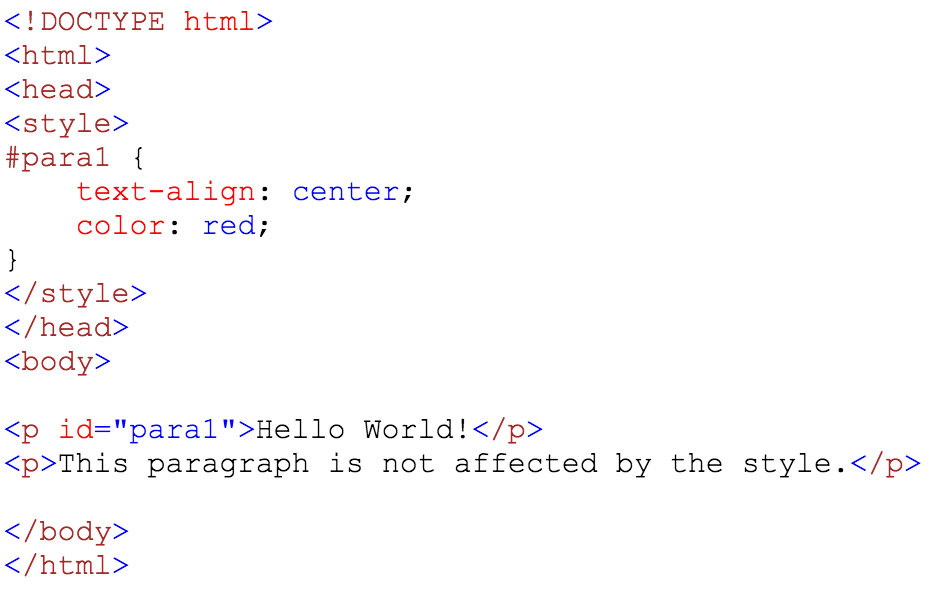 <!DOCTYPE html>
<html>
<head>
<style>
#para1 {
    text-align: center;
    color: red;
}
</style>
</head>
<body>

<p id="para1">Hello World!</p>
<p>This paragraph is not affected by the style.</p>

</body>
</html>